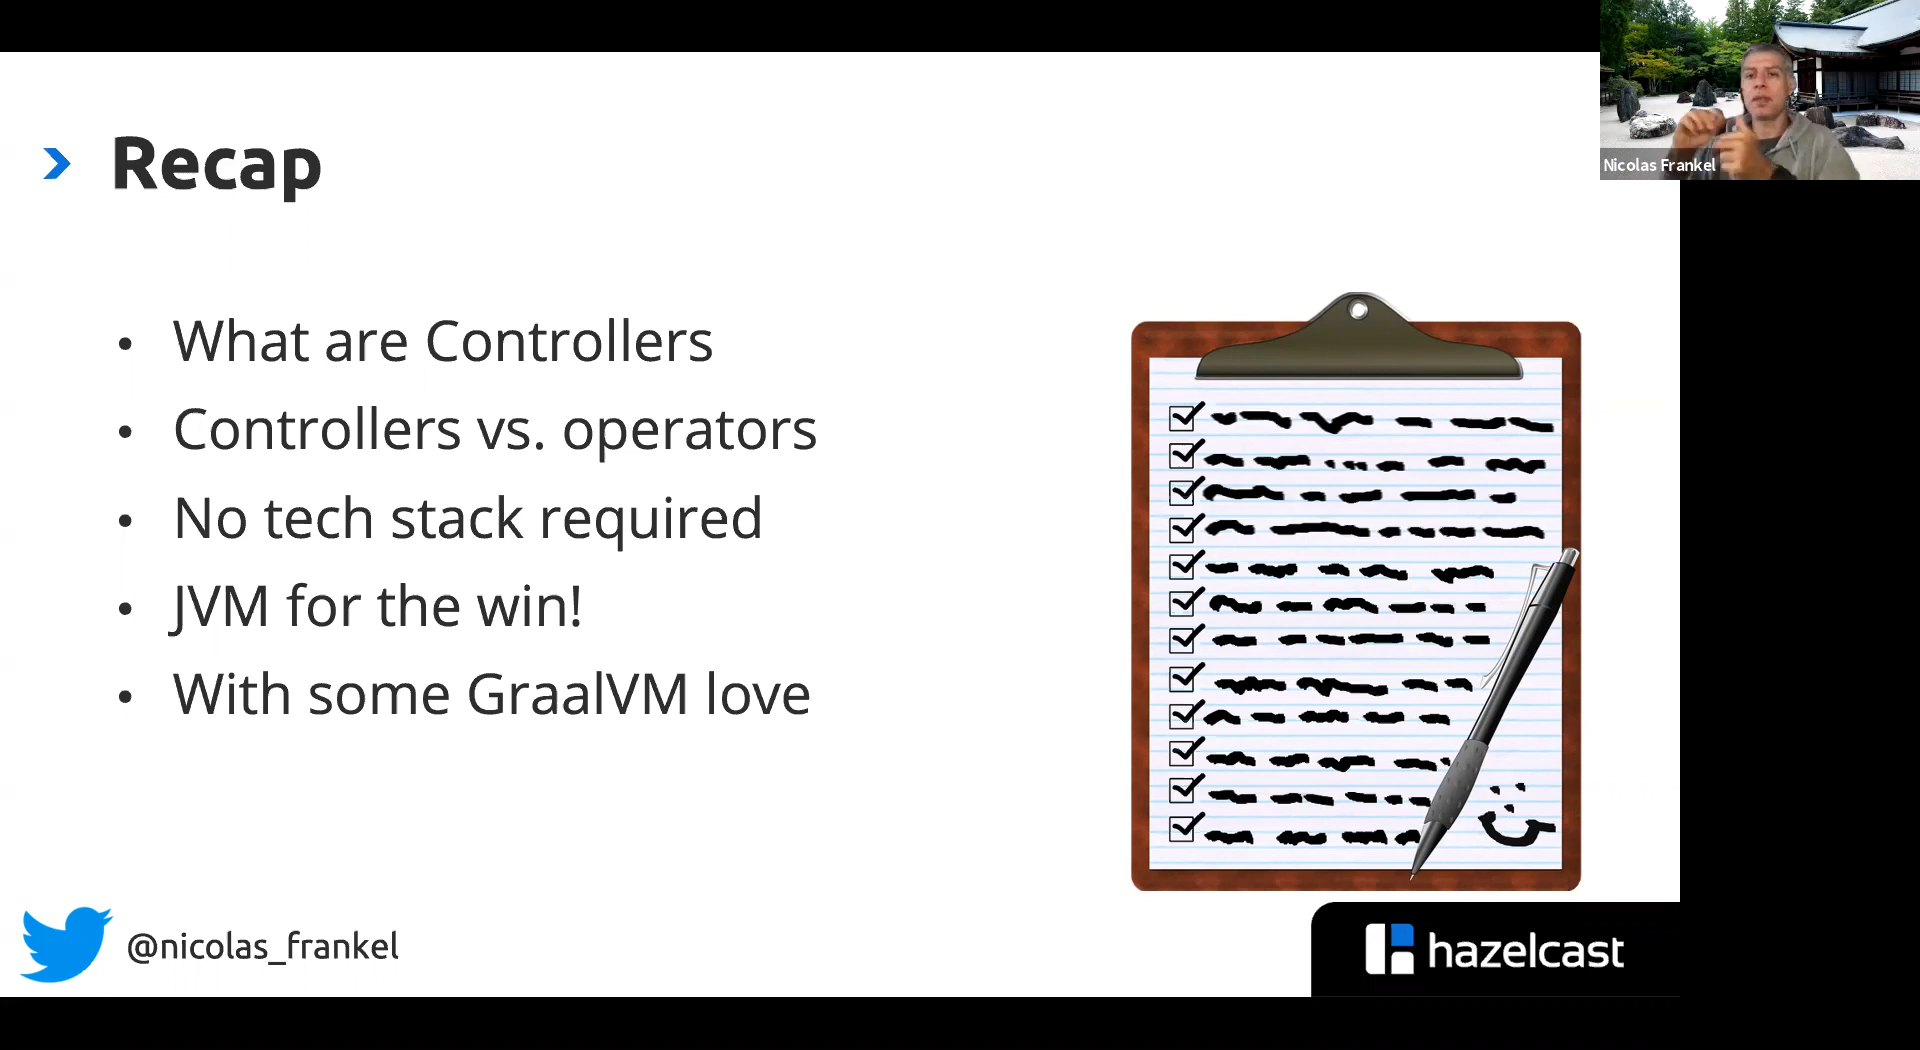 Nicolas Frankel
Recap
• What are Controllers
• Controllers vs. operators
• No tech stack required
• JVM for the win!
• With some GraalVM love
@nicolas_frankel
hazelcast